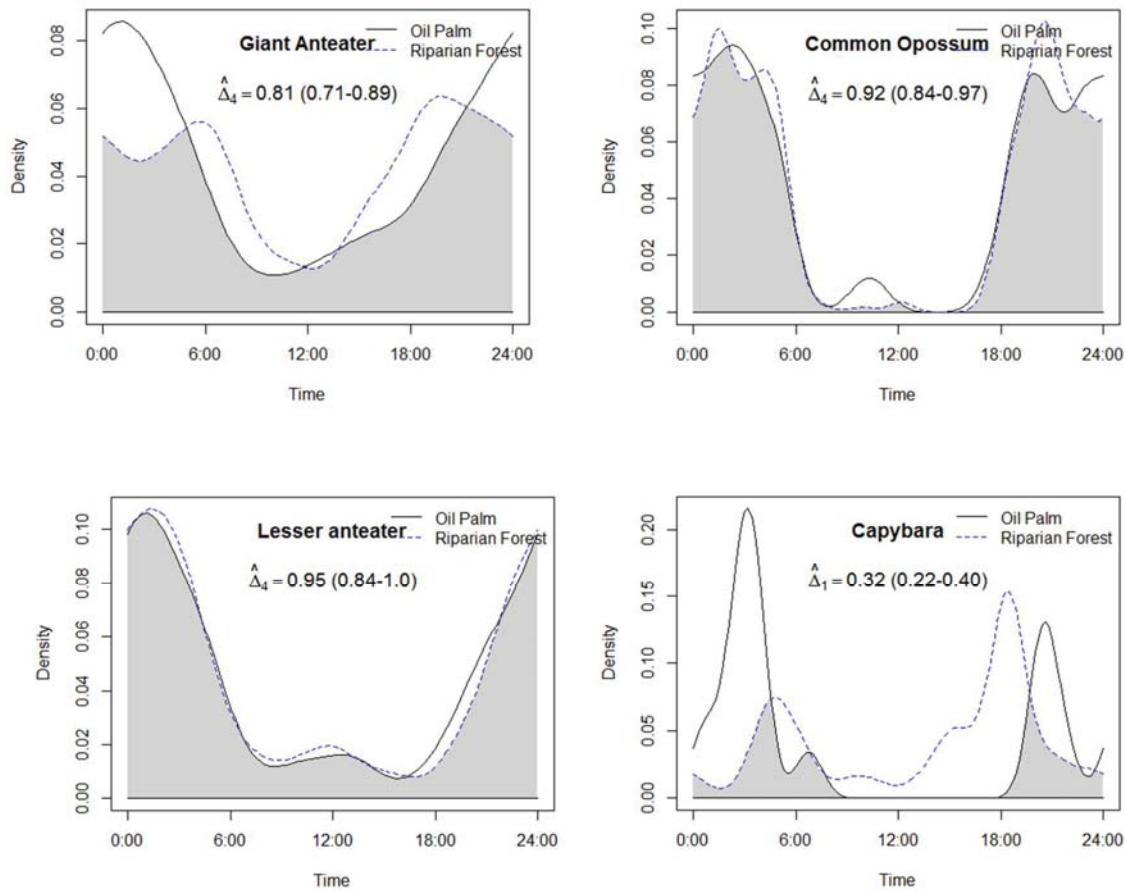 Giant Anteater
Oil Palm
Riparian Forest
Δ̂₄ = 0.81 (0.71-0.89)
Density
0.00 0.02 0.04 0.06 0.08
0:00 6:00 12:00 18:00 24:00
Time
Common Opossum
Oil Palm
Riparian Forest
Δ̂₄ = 0.92 (0.84-0.97)
Density
0.00 0.02 0.04 0.06 0.08 0.10
0:00 6:00 12:00 18:00 24:00
Time
Lesser anteater
Oil Palm
Riparian Forest
Δ̂₄ = 0.95 (0.84-1.0)
Density
0.00 0.02 0.04 0.06 0.08 0.10
0:00 6:00 12:00 18:00 24:00
Time
Capybara
Oil Palm
Riparian Forest
Δ̂₁ = 0.32 (0.22-0.40)
Density
0.00 0.05 0.10 0.15 0.20
0:00 6:00 12:00 18:00 24:00
Time